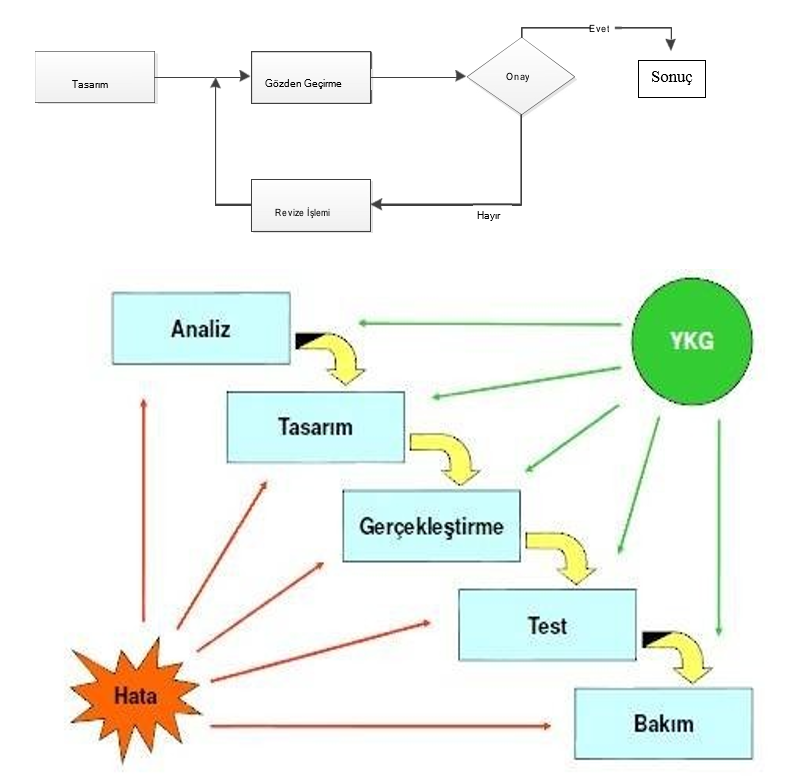 Evet
Tasarım
Gözden Geçirme
Onay
Sonuç
Revize İşlemi
Hayır
Analiz
YKG
Tasarım
Gerçekleştirme
Test
Hata
Bakım